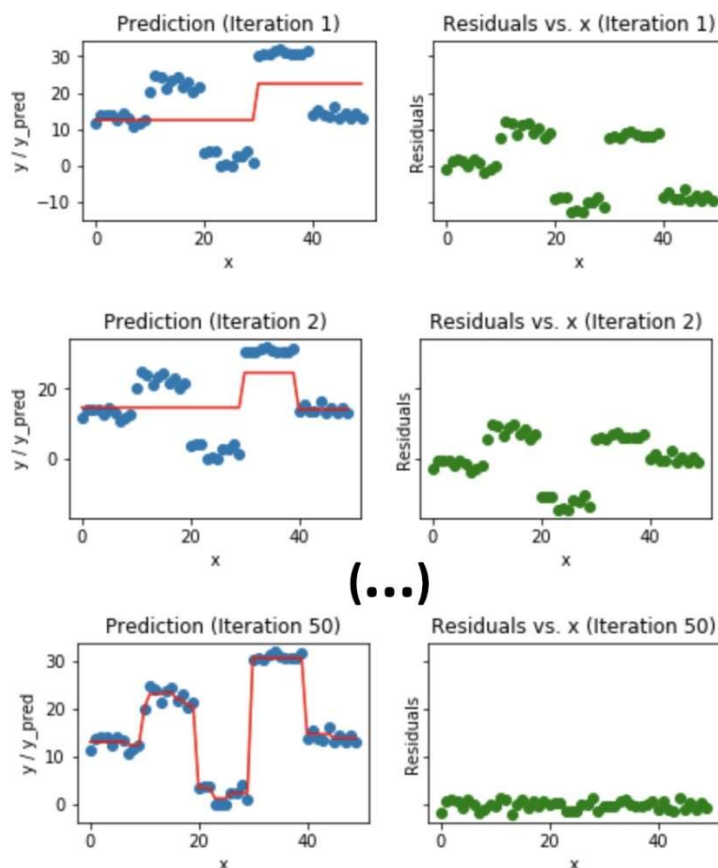 Prediction (Iteration 1)
y / y_pred
30
20
10
0
−10
0
20
40
x
Residuals vs. x (Iteration 1)
Residuals
0
20
40
x
Prediction (Iteration 2)
y / y_pred
20
0
0
20
40
x
Residuals vs. x (Iteration 2)
Residuals
0
20
40
x
(...)
Prediction (Iteration 50)
y / y_pred
30
20
10
0
0
20
40
x
Residuals vs. x (Iteration 50)
Residuals
0
20
40
x